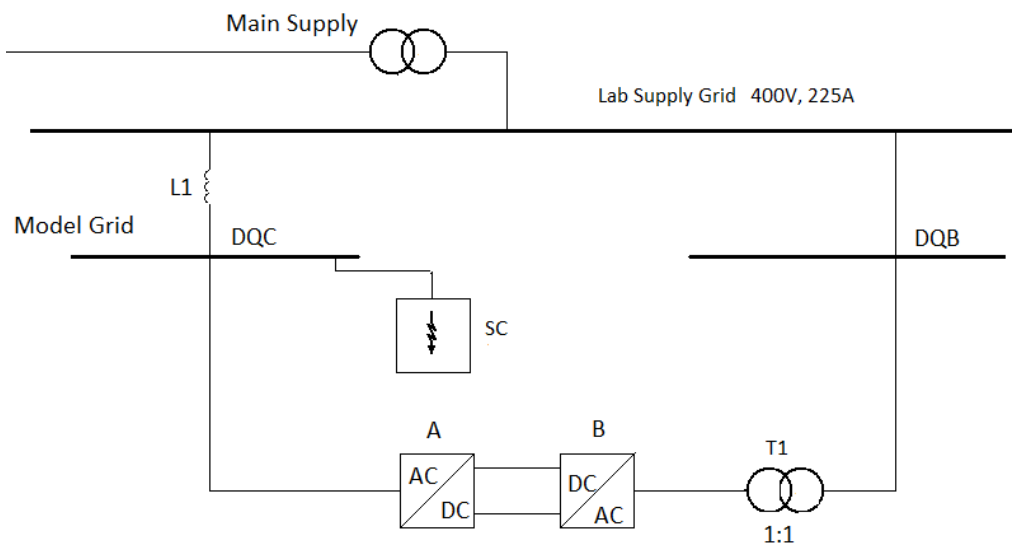 Main Supply
Lab Supply Grid 400V, 225A
L1
Model Grid
DQC
DQB
SC
A
B
T1
AC
DC
DC
AC
1:1